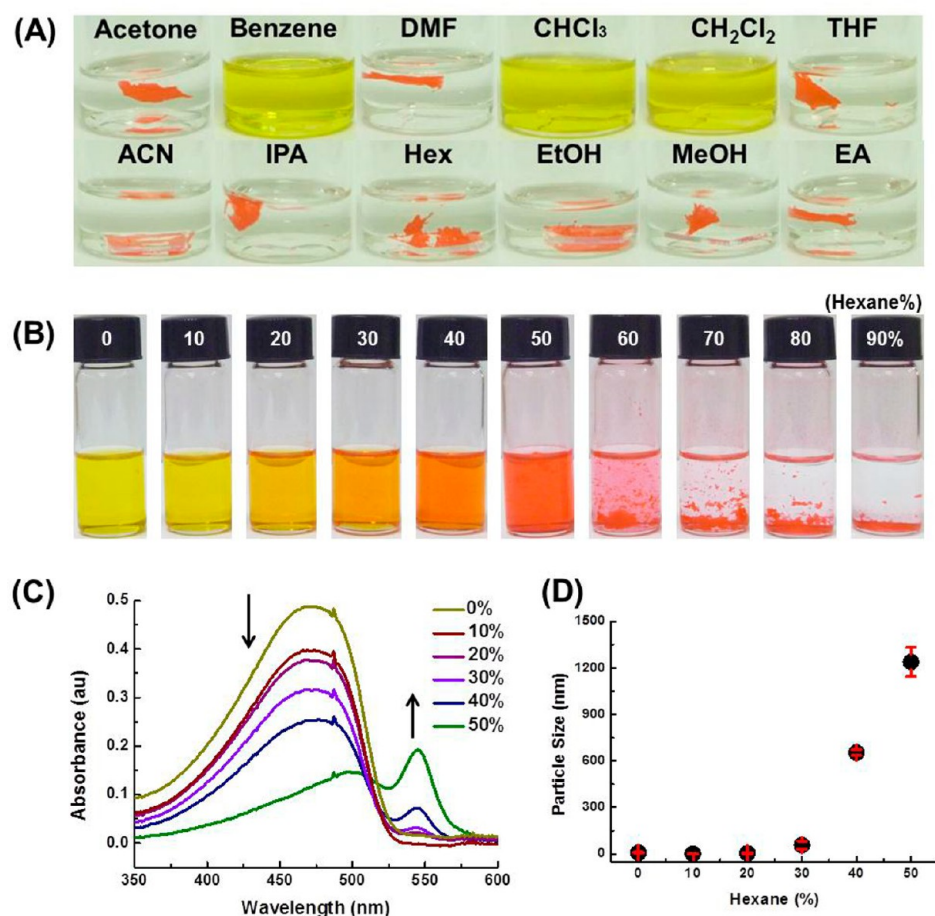 (A)
Acetone Benzene DMF CHCl₃ CH₂Cl₂ THF
ACN IPA Hex EtOH MeOH EA
(Hexane%)
(B)
0 10 20 30 40 50 60 70 80 90%
(C)
0.5
0.4
0.3
0.2
0.1
0.0
Absorbance (au)
0%
10%
20%
30%
40%
50%
350 400 450 500 550 600
Wavelength (nm)
(D)
1500
1200
900
600
300
0
Particle Size (nm)
0 10 20 30 40 50
Hexane (%)